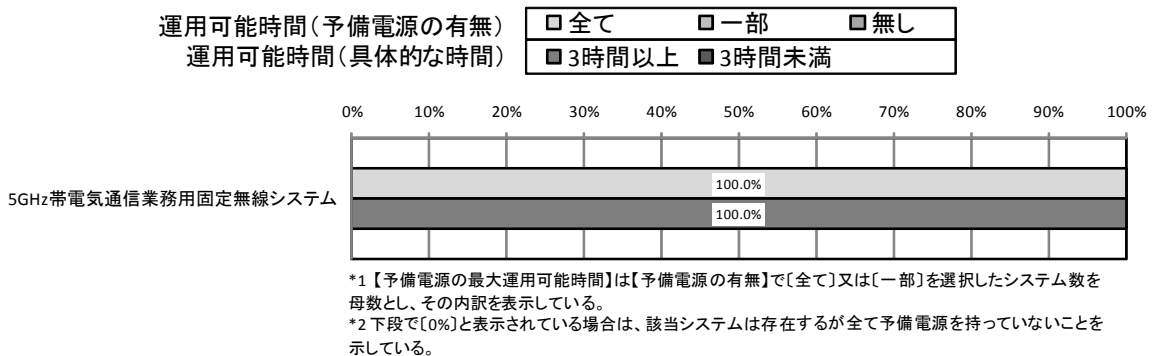 運用可能時間(予備電源の有無) 全て 一部 無し
運用可能時間(具体的な時間) 3時間以上 3時間未満
0% 10% 20% 30% 40% 50% 60% 70% 80% 90% 100%
100.0%
5GHz帯電気通信業務用固定無線システム
100.0%
*1 【予備電源の最大運用可能時間】は【予備電源の有無】で〔全て〕又は〔一部〕を選択したシステム数を
母数とし、その内訳を表示している。
*2 下段で〔0%〕と表示されている場合は、該当システムは存在するが全て予備電源を持っていないことを
示している。